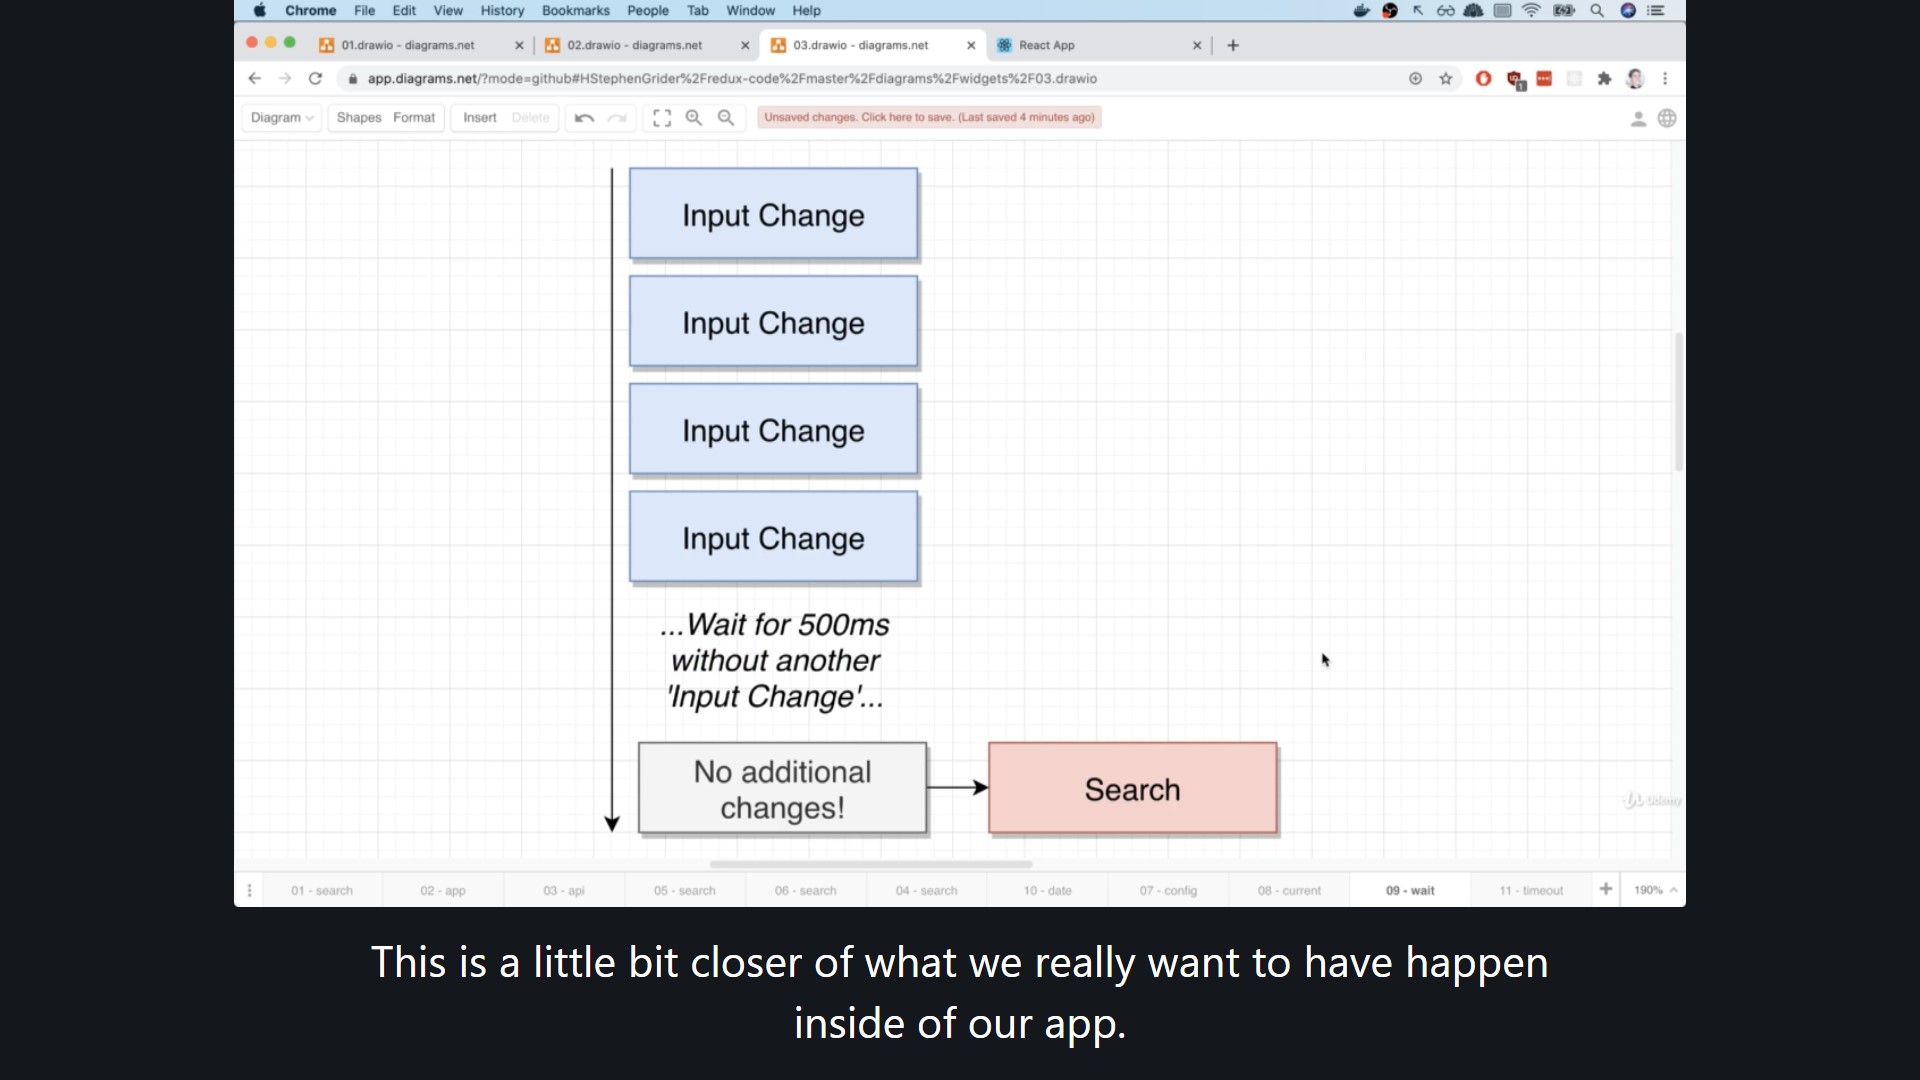 Chrome File Edit View History Bookmarks People Tab Window Help
01.drawio - diagrams.net
02.drawio - diagrams.net
03.drawio - diagrams.net
React App
app.diagrams.net/?mode=github#HStephenGrider%2Fredux-code%2Fmaster%2Fdiagrams%2Fwidgets%2F03.drawio
Diagram Shapes Format Insert Delete
Unsaved changes. Click here to save. (Last saved 4 minutes ago)
Input Change
Input Change
Input Change
Input Change
...Wait for 500ms
without another
'Input Change'...
No additional
changes!
Search
Udemy
01 - search 02 - app 03 - api 05 - search 06 - search 04 - search 10 - date 07 - config 08 - current 09 - wait 11 - timeout 190%
This is a little bit closer of what we really want to have happen
inside of our app.